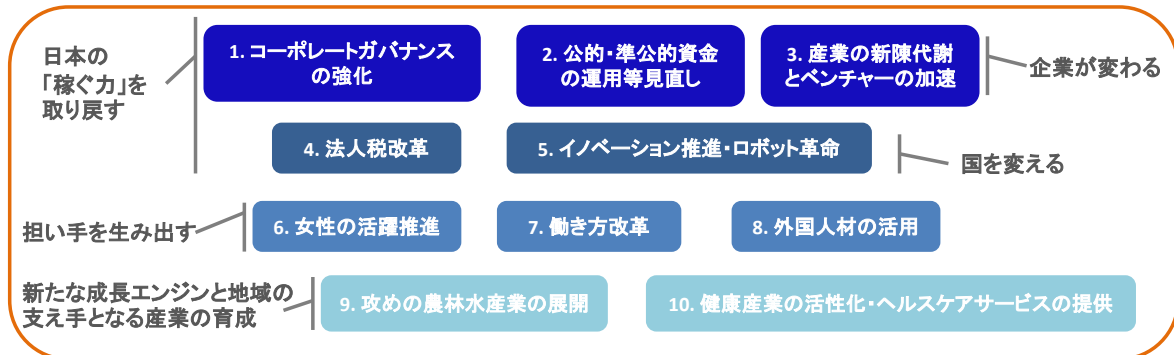 日本の
「稼ぐ力」を
取り戻す
1. コーポレートガバナンス
の強化
2. 公的・準公的資金
の運用等見直し
3. 産業の新陳代謝
とベンチャーの加速
企業が変わる
4. 法人税改革
5. イノベーション推進・ロボット革命
国を変える
担い手を生み出す
6. 女性の活躍推進
7. 働き方改革
8. 外国人材の活用
新たな成長エンジンと地域の
支え手となる産業の育成
9. 攻めの農林水産業の展開
10. 健康産業の活性化・ヘルスケアサービスの提供